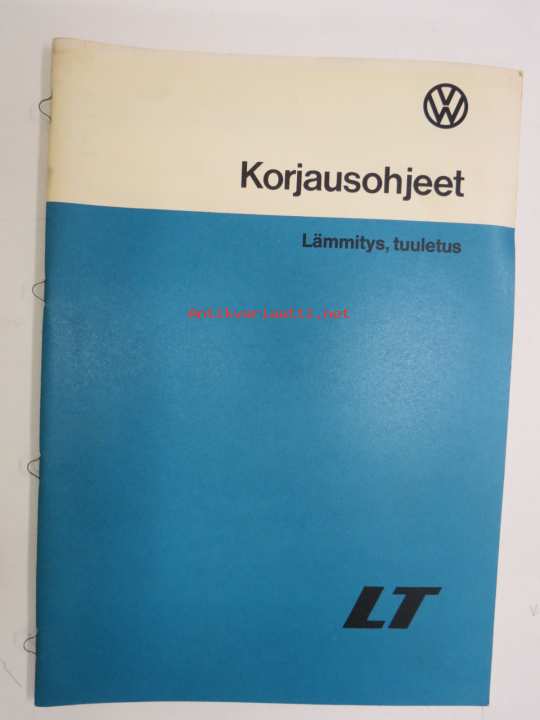 VW
Korjausohjeet
Lämmitys, tuuletus
Antikvariaatti.net
LT